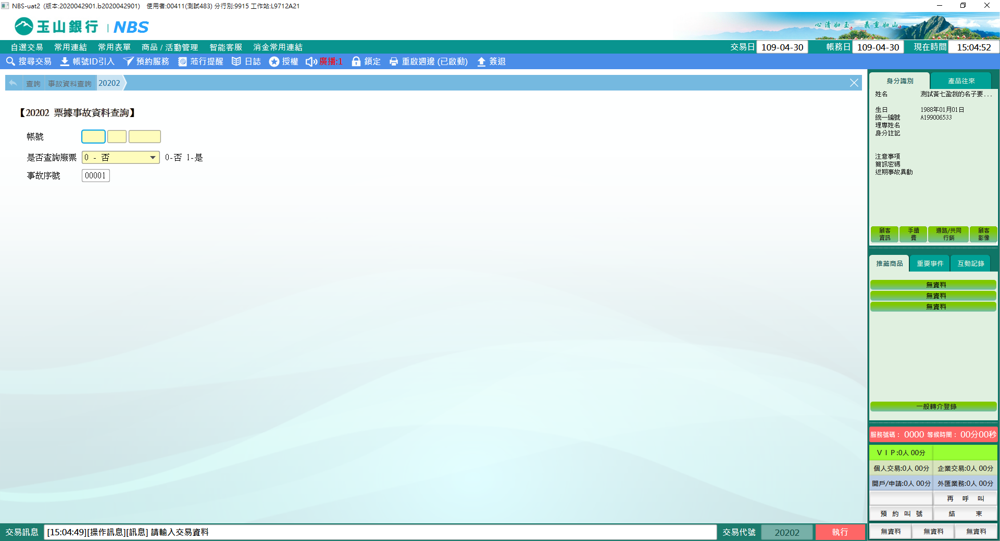 NBS-uat2 (版本:2020042901.b2020042901) 使用者:00411(測試483) 分行別:9915 工作站:L9712A21
玉山銀行 | NBS
心清如玉。 義重如山。
自選交易 常用連結 常用表單 商品 / 活動管理 智能客服 消金常用連結 交易日 109-04-30 帳務日 109-04-30 現在時間 15:04:52
搜尋交易 帳號ID引入 預約服務 蒞行提醒 日誌 授權 廣播:1 鎖定 重啟週邊 (已啟動) 簽退
查詢 事故資料查詢 20202
【20202 票據事故資料查詢】
帳號
是否查詢廢票 0 - 否 0-否 1-是
事故序號 00001
身分識別 產品往來
姓名 測試黃七盈我的名子要...
生日 1988年01月01日
統一編號 A199006533
理專姓名
身分註記
注意事項
簡訊密碼
近期事故異動
顧客資訊 手續費 通路/共同行銷 顧客影像
推薦商品 重要事件 互動記錄
無資料
無資料
無資料
一般轉介登錄
服務號碼： 0000 等候時間： 00分00秒
ＶＩＰ:0人 00分
個人交易:0人 00分 企業交易:0人 00分
開戶/申請:0人 00分 外匯業務:0人 00分
再 呼 叫
預 約 叫 號 結 束
無資料 無資料 無資料
交易訊息 [15:04:49][操作訊息][訊息] 請輸入交易資料 交易代號 20202 執行